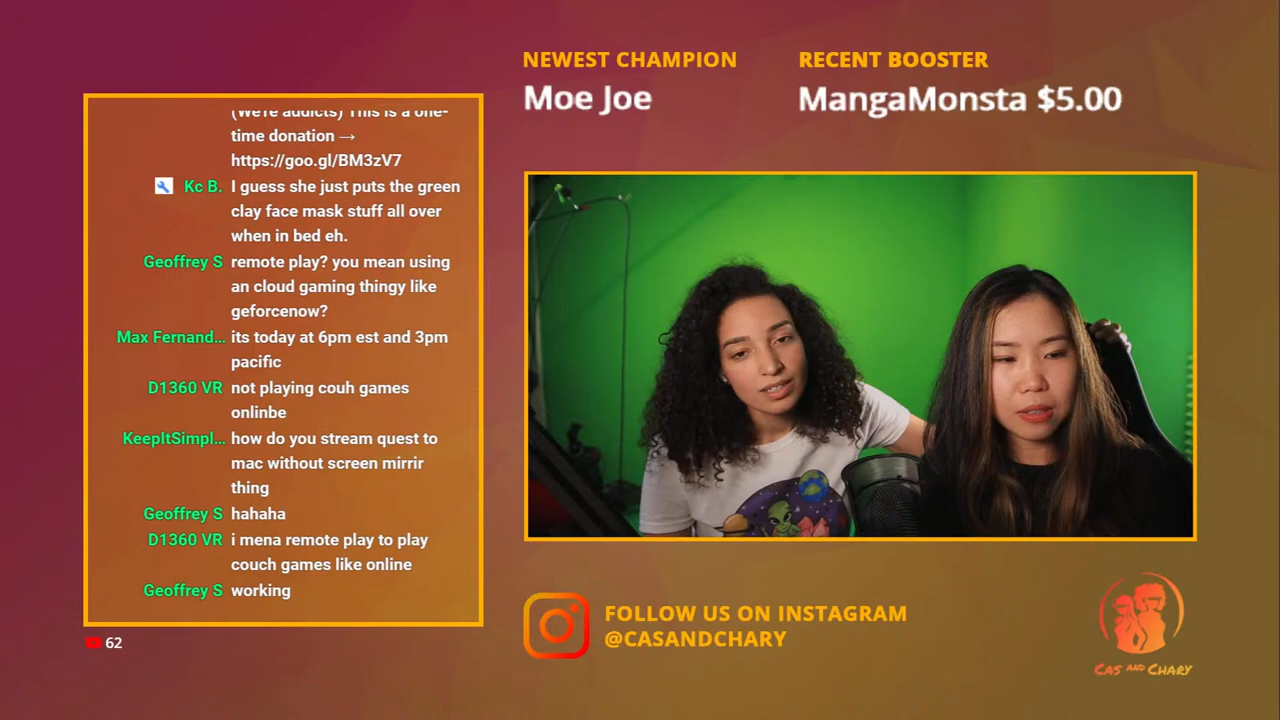 NEWEST CHAMPION
Moe Joe
RECENT BOOSTER
MangaMonsta $5.00
(We're addicts) This is a one-
time donation →
https://goo.gl/BM3zV7
Kc B. I guess she just puts the green
clay face mask stuff all over
when in bed eh.
Geoffrey S remote play? you mean using
an cloud gaming thingy like
geforcenow?
Max Fernand... its today at 6pm est and 3pm
pacific
D1360 VR not playing couh games
onlinbe
KeepItSimpl... how do you stream quest to
mac without screen mirrir
thing
Geoffrey S hahaha
D1360 VR i mena remote play to play
couch games like online
Geoffrey S working
62
FOLLOW US ON INSTAGRAM
@CASANDCHARY
CAS AND CHARY